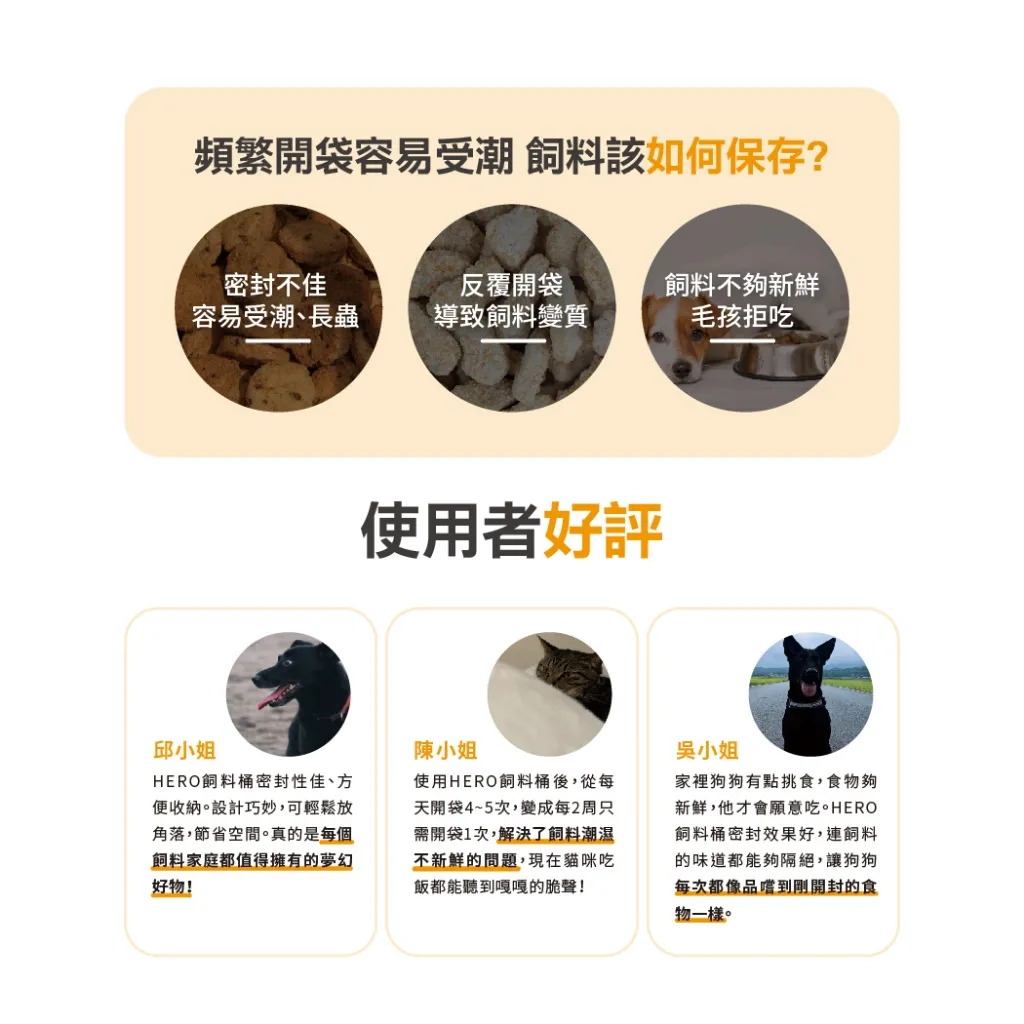 頻繁開袋容易受潮 飼料該如何保存?
密封不佳
容易受潮、長蟲
反覆開袋
導致飼料變質
飼料不夠新鮮
毛孩拒吃
使用者好評
邱小姐
HERO飼料桶密封性佳、方
便收納。設計巧妙,可輕鬆放
角落,節省空間。真的是每個
飼料家庭都值得擁有的夢幻
好物!
陳小姐
使用HERO飼料桶後,從每
天開袋4~5次,變成每2周只
需開袋1次,解決了飼料潮濕
不新鮮的問題,現在貓咪吃
飯都能聽到嘎嘎的脆聲!
吳小姐
家裡狗狗有點挑食,食物夠
新鮮,他才會願意吃。HERO
飼料桶密封效果好,連飼料
的味道都能夠隔絕,讓狗狗
每次都像品嚐到剛開封的食
物一樣。